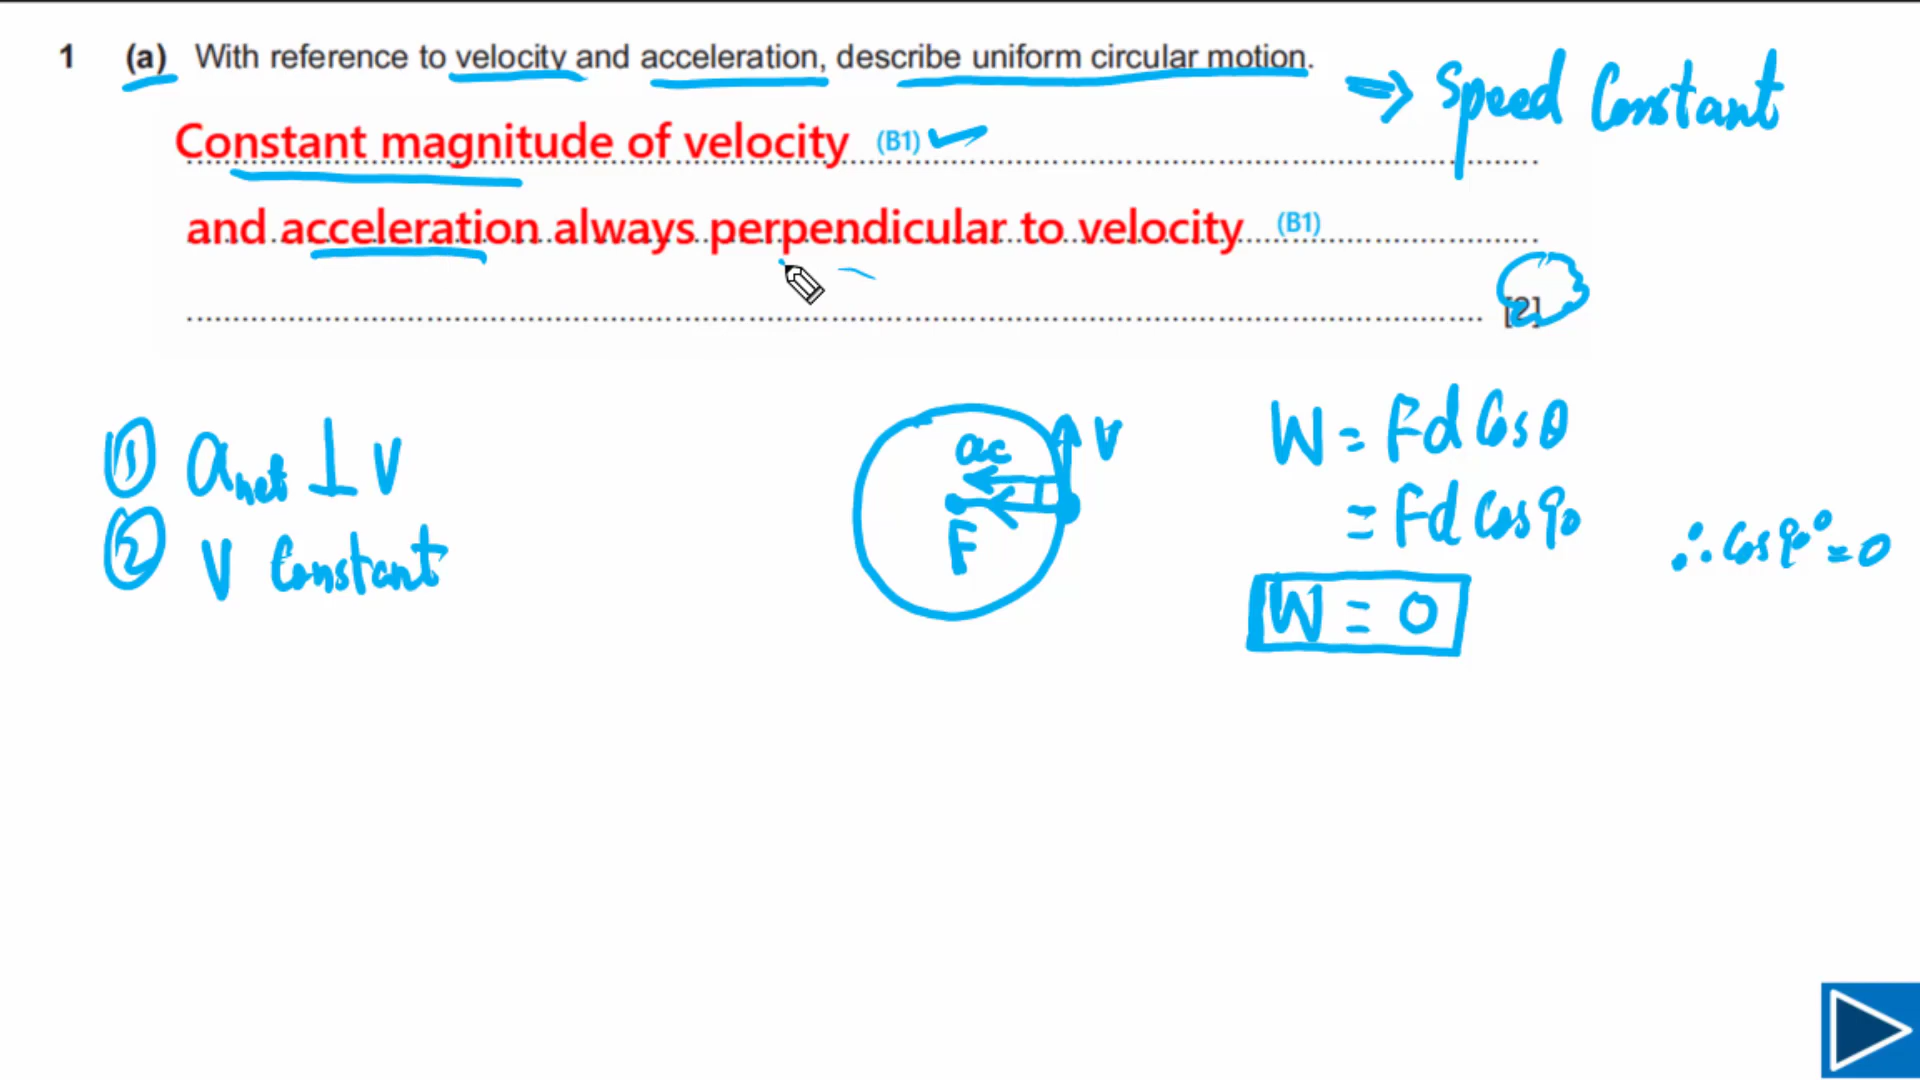 1 (a) With reference to velocity and acceleration, describe uniform circular motion.
⇒ Speed Constant
Constant magnitude of velocity (B1) ✓
and acceleration always perpendicular to velocity (B1)
[2]
① a_net ⊥ V
② V Constant
ac
V
F
W = Fd Cos θ
= Fd Cos 90
∴ Cos 90° = 0
W = 0